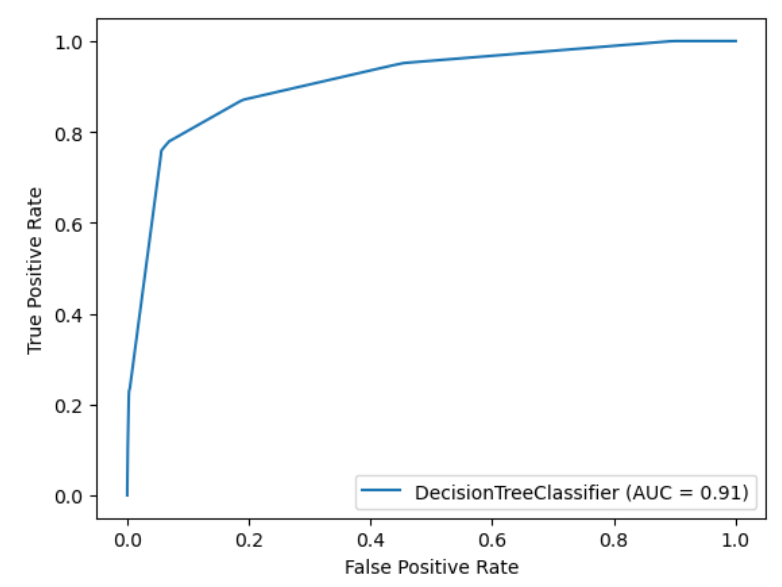 1.0
0.8
0.6
0.4
0.2
0.0
True Positive Rate
DecisionTreeClassifier (AUC = 0.91)
0.0 0.2 0.4 0.6 0.8 1.0
False Positive Rate